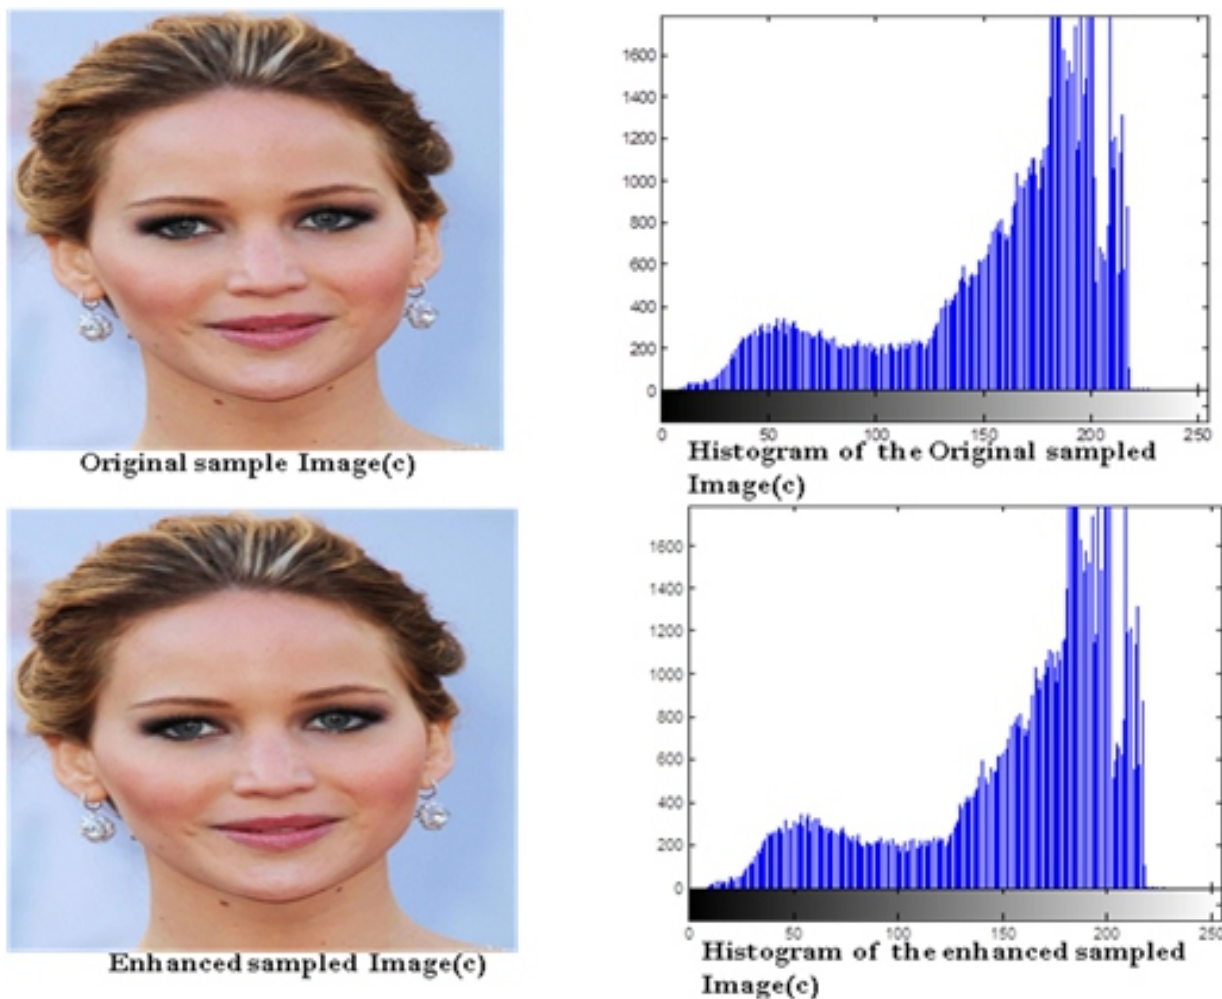 1600
1400
1200
1000
800
600
400
200
0
0 50 100 150 200 250
Original sample Image(c)
Histogram of the Original sampled
Image(c)
1600
1400
1200
1000
800
600
400
200
0
0 50 100 150 200 250
Enhanced sampled Image(c)
Histogram of the enhanced sampled
Image(c)